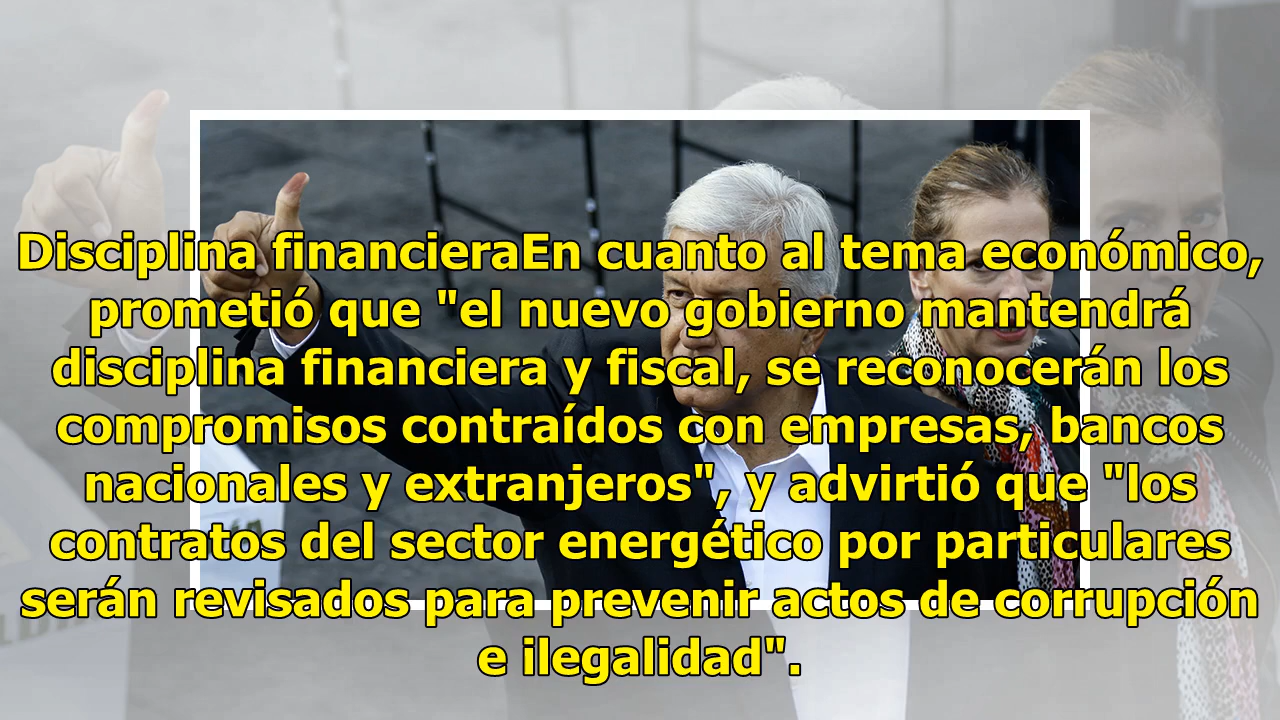 Disciplina financieraEn cuanto al tema económico,
prometió que "el nuevo gobierno mantendrá
disciplina financiera y fiscal, se reconocerán los
compromisos contraídos con empresas, bancos
nacionales y extranjeros", y advirtió que "los
contratos del sector energético por particulares
serán revisados para prevenir actos de corrupción
e ilegalidad".